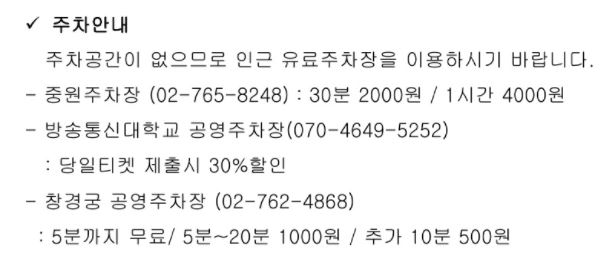 ✓ 주차안내
주차공간이 없으므로 인근 유료주차장을 이용하시기 바랍니다.
- 중원주차장 (02-765-8248) : 30분 2000원 / 1시간 4000원
- 방송통신대학교 공영주차장(070-4649-5252)
: 당일티켓 제출시 30%할인
- 창경궁 공영주차장 (02-762-4868)
: 5분까지 무료/ 5분~20분 1000원 / 추가 10분 500원